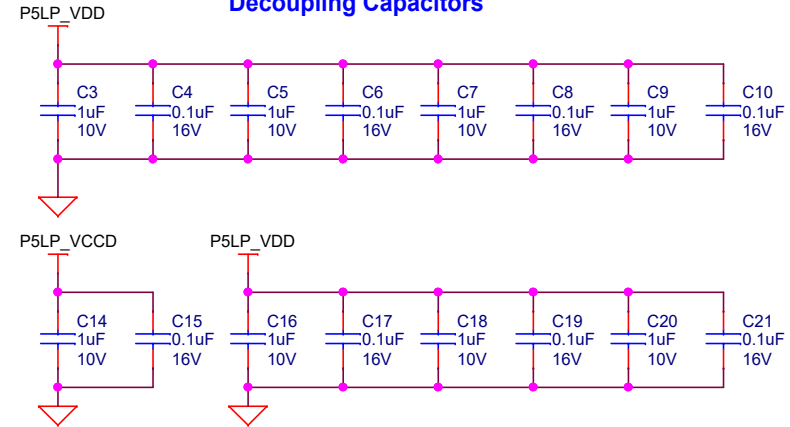 Decoupling Capacitors
P5LP_VDD
C3
1uF
10V
C4
0.1uF
16V
C5
1uF
10V
C6
0.1uF
16V
C7
1uF
10V
C8
0.1uF
16V
C9
1uF
10V
C10
0.1uF
16V
P5LP_VCCD
P5LP_VDD
C14
1uF
10V
C15
0.1uF
16V
C16
1uF
10V
C17
0.1uF
16V
C18
1uF
10V
C19
0.1uF
16V
C20
1uF
10V
C21
0.1uF
16V